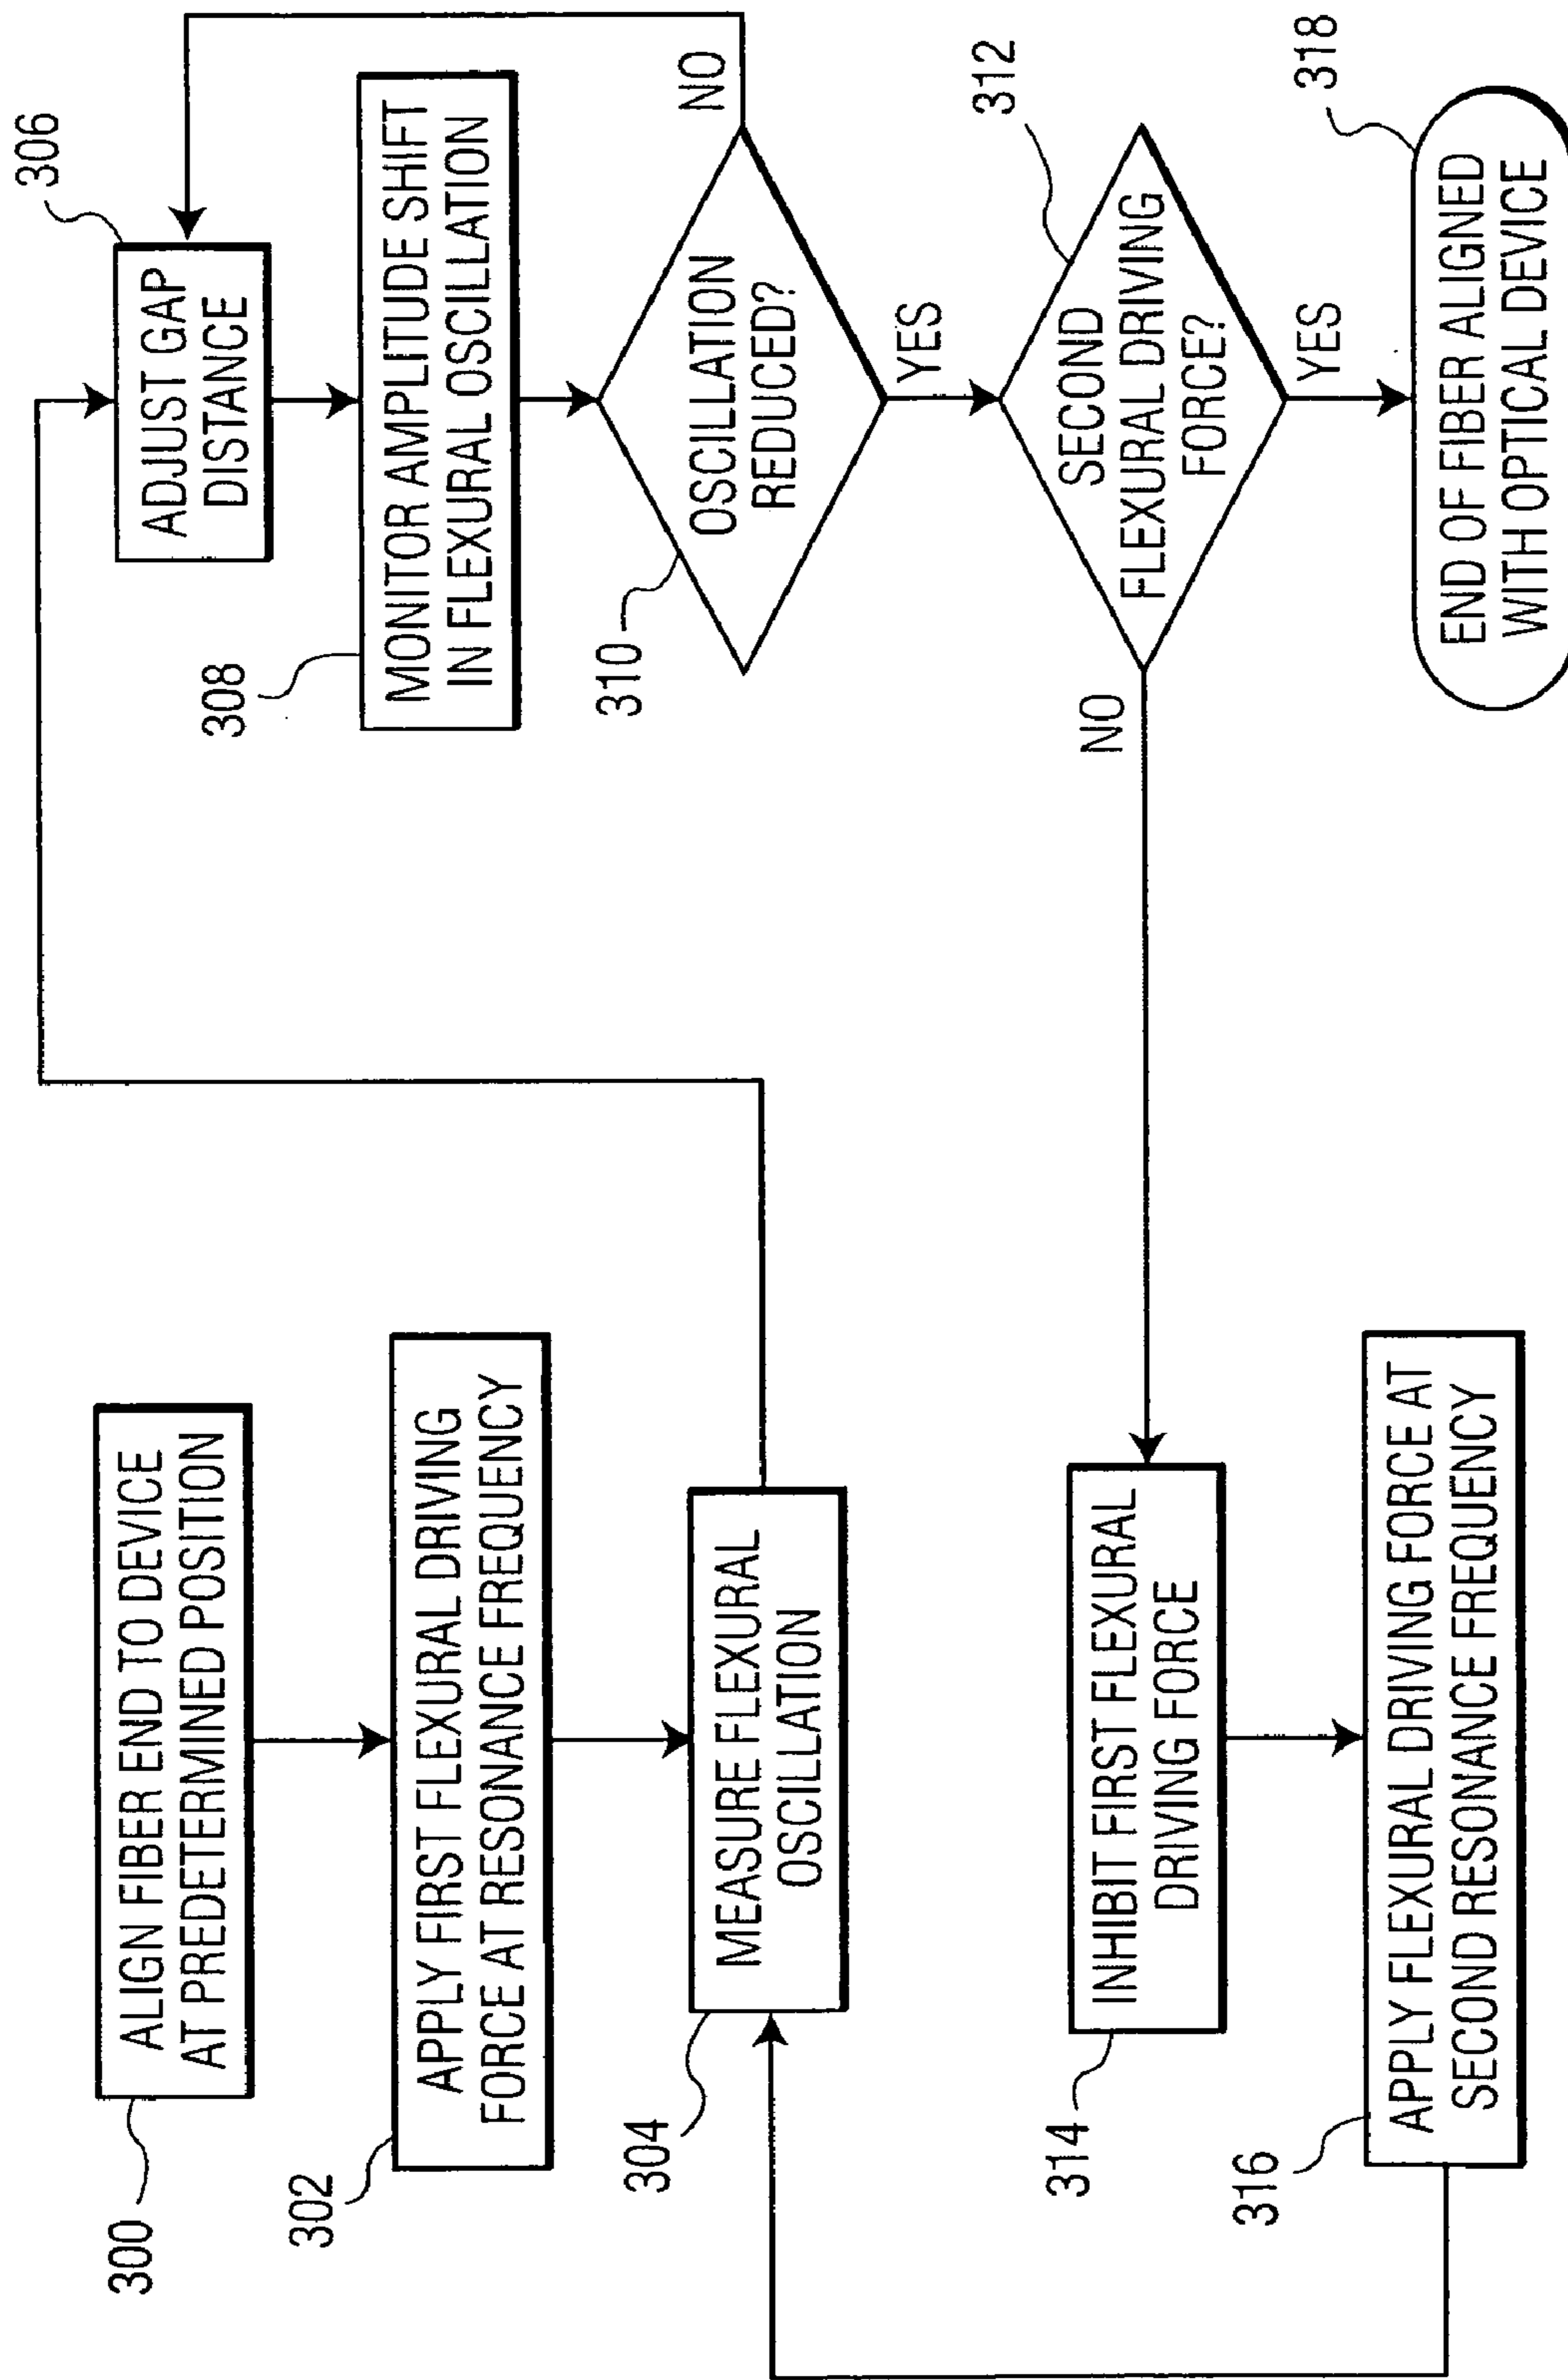 300
ALIGN FIBER END TO DEVICE
AT PREDETERMINED POSITION
302
APPLY FIRST FLEXURAL DRIVING
FORCE AT RESONANCE FREQUENCY
304
MEASURE FLEXURAL
OSCILLATION
306
ADJUST GAP
DISTANCE
308
MONITOR AMPLITUDE SHIFT
IN FLEXURAL OSCILLATION
310
OSCILLATION
REDUCED?
NO
YES
312
SECOND
FLEXURAL DRIVING
FORCE?
NO
YES
314
INHIBIT FIRST FLEXURAL
DRIVING FORCE
316
APPLY FLEXURAL DRIVING FORCE AT
SECOND RESONANCE FREQUENCY
318
END OF FIBER ALIGNED
WITH OPTICAL DEVICE